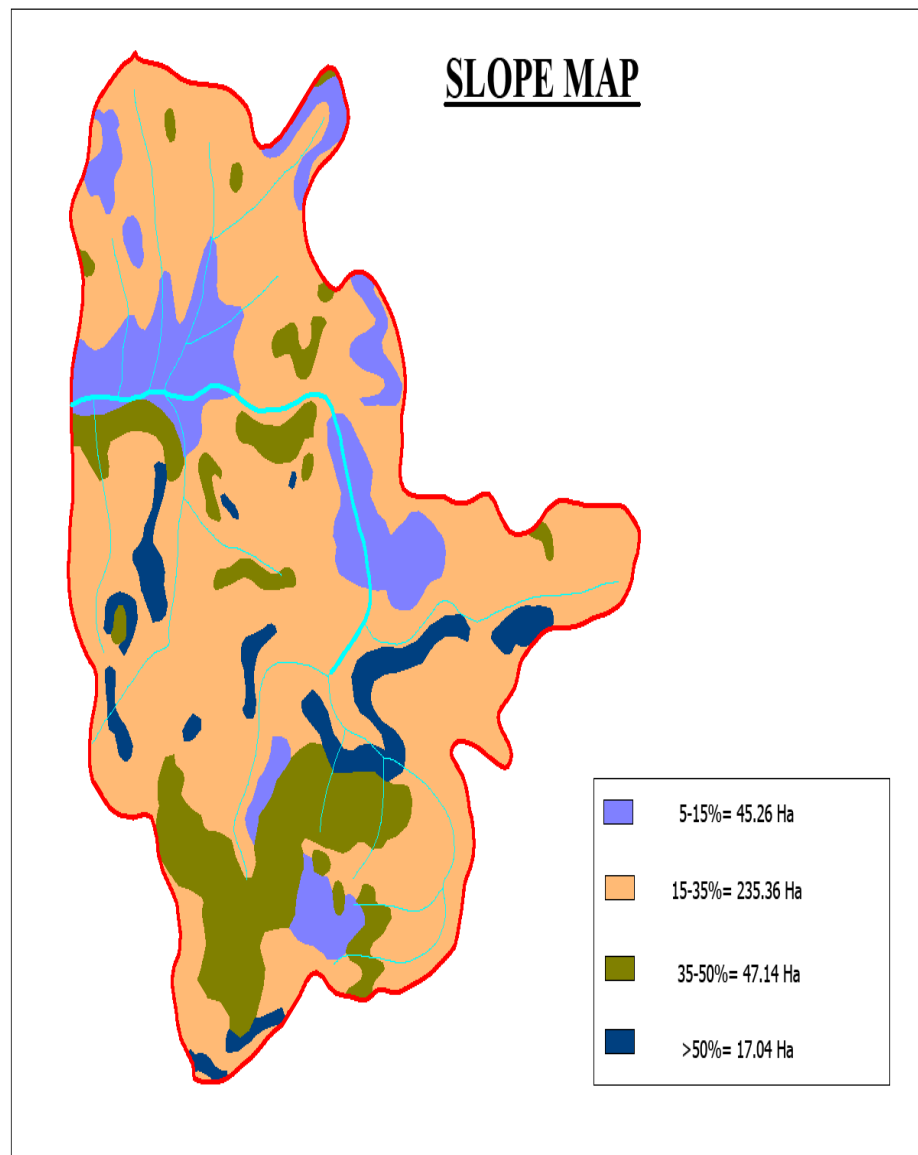 SLOPE MAP
5-15%= 45.26 Ha
15-35%= 235.36 Ha
35-50%= 47.14 Ha
>50%= 17.04 Ha